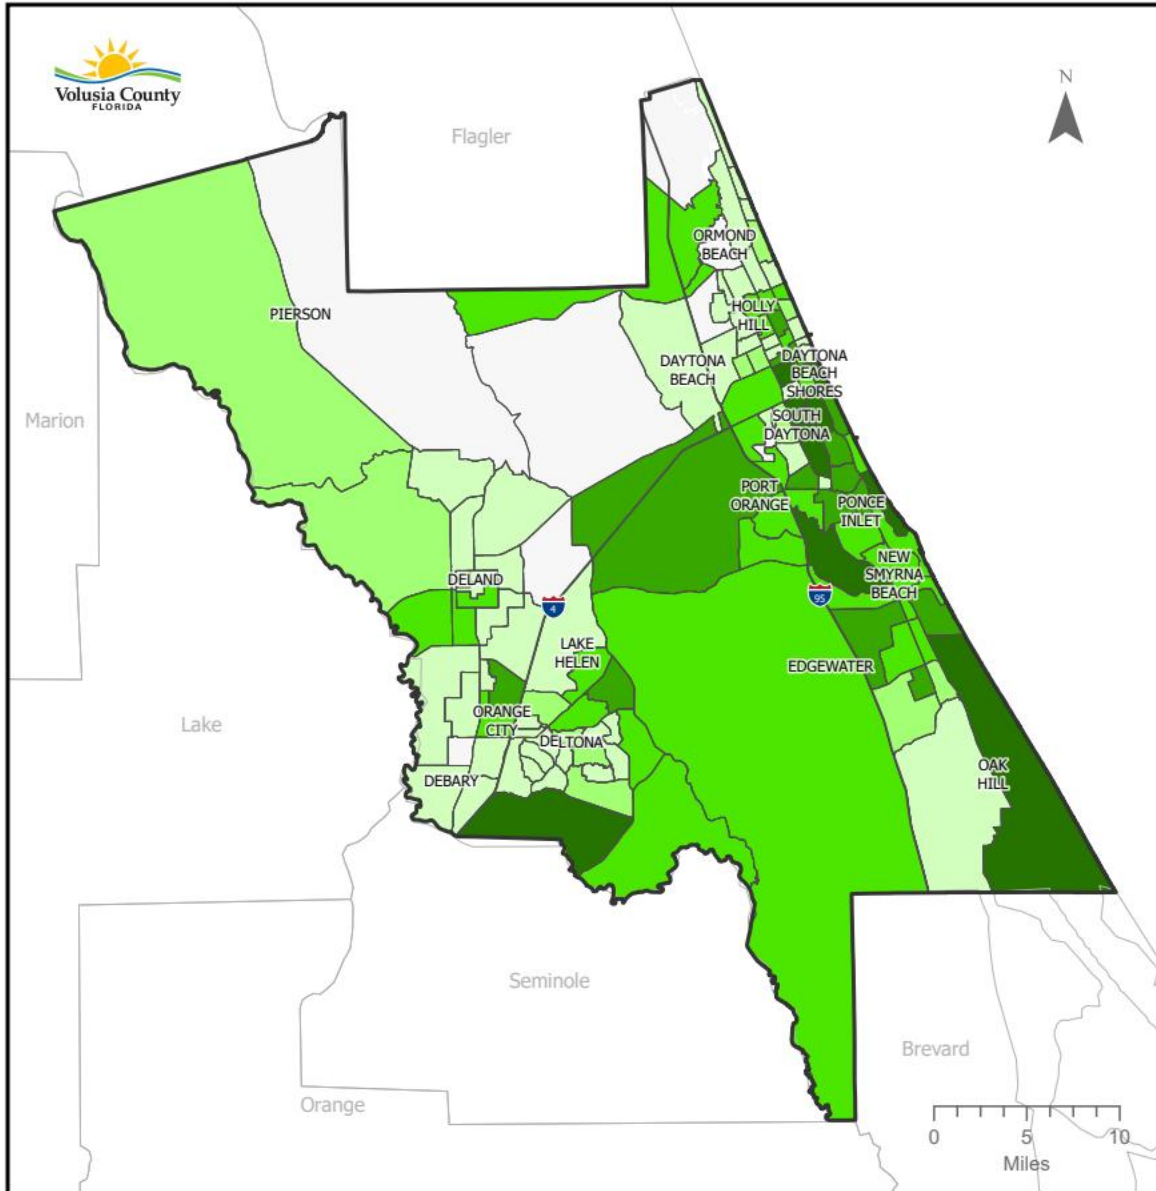 Volusia County
FLORIDA
N
Flagler
ORMOND
BEACH
PIERSON
HOLLY
HILL
DAYTONA
BEACH
DAYTONA
BEACH
SHORES
Marion
SOUTH
DAYTONA
PORT
ORANGE
PONCE
INLET
NEW
SMYRNA
BEACH
DELAND
4
95
LAKE
HELEN
EDGEWATER
Lake
ORANGE
CITY
DELTONA
DEBARY
OAK
HILL
Seminole
Brevard
Orange
0 5 10
Miles